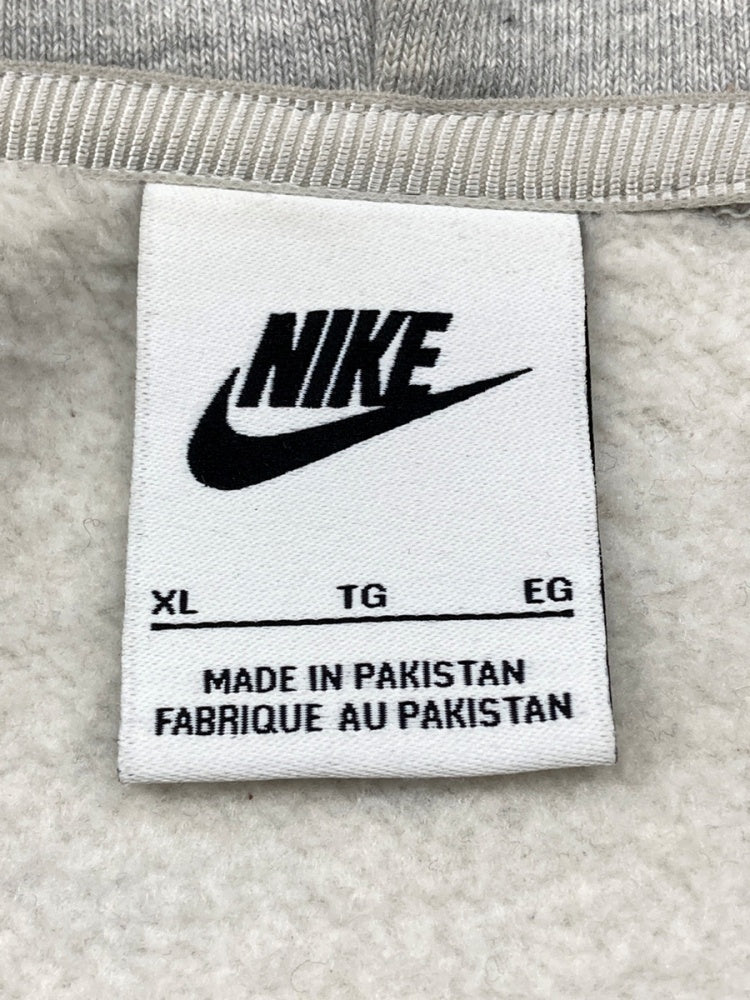 NIKE
XL TG EG
MADE IN PAKISTAN
FABRIQUE AU PAKISTAN